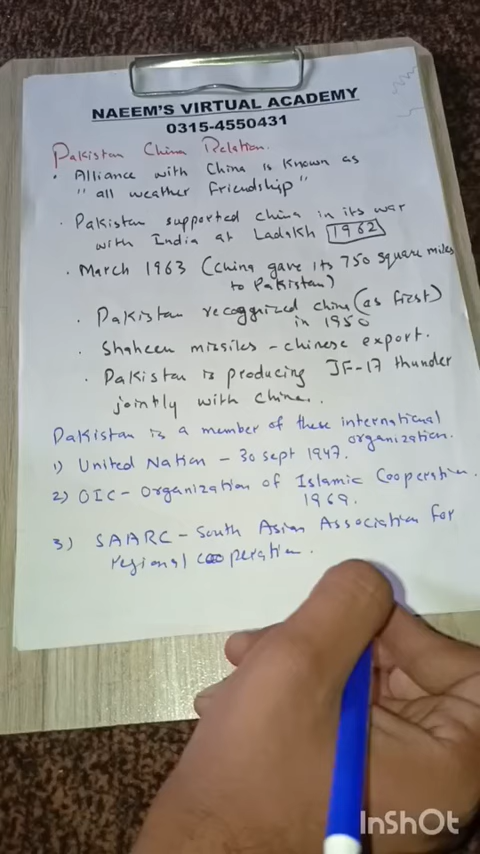 NAEEM'S VIRTUAL ACADEMY
0315-4550431
Pakistan China Relation.
• Alliance with China is known as
"all weather friendship"
• Pakistan supported china in its war
with India at Ladakh 1962
• March 1963 (China gave its 750 square miles
to Pakistan)
• Pakistan recognized china (as first)
in 1950
• Shaheen missiles - chinese export.
• Pakistan is producing JF-17 thunder
jointly with China.
Pakistan is a member of these international
organization.
1) United Nation - 30 sept 1947.
2) OIC - Organization of Islamic Cooperation.
1969.
3) SAARC - South Asian Association for
regional cooperation.
InShOt